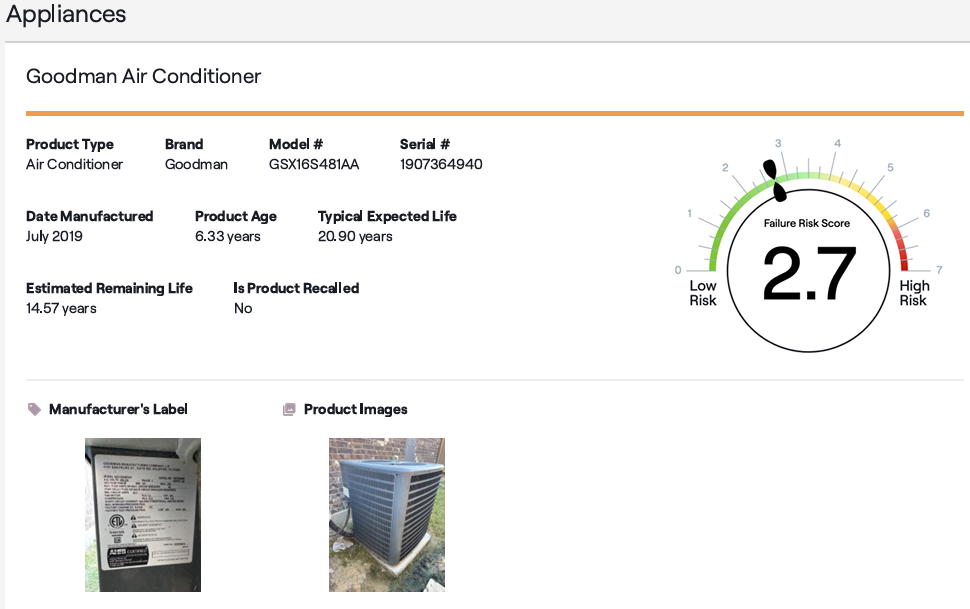 Appliances
Goodman Air Conditioner
Product Type Brand Model # Serial #
Air Conditioner Goodman GSX16S481AA 1907364940
Date Manufactured Product Age Typical Expected Life
July 2019 6.33 years 20.90 years
Estimated Remaining Life Is Product Recalled
14.57 years No
0 1 2 3 4 5 6 7
Failure Risk Score
2.7
Low Risk
High Risk
Manufacturer's Label Product Images